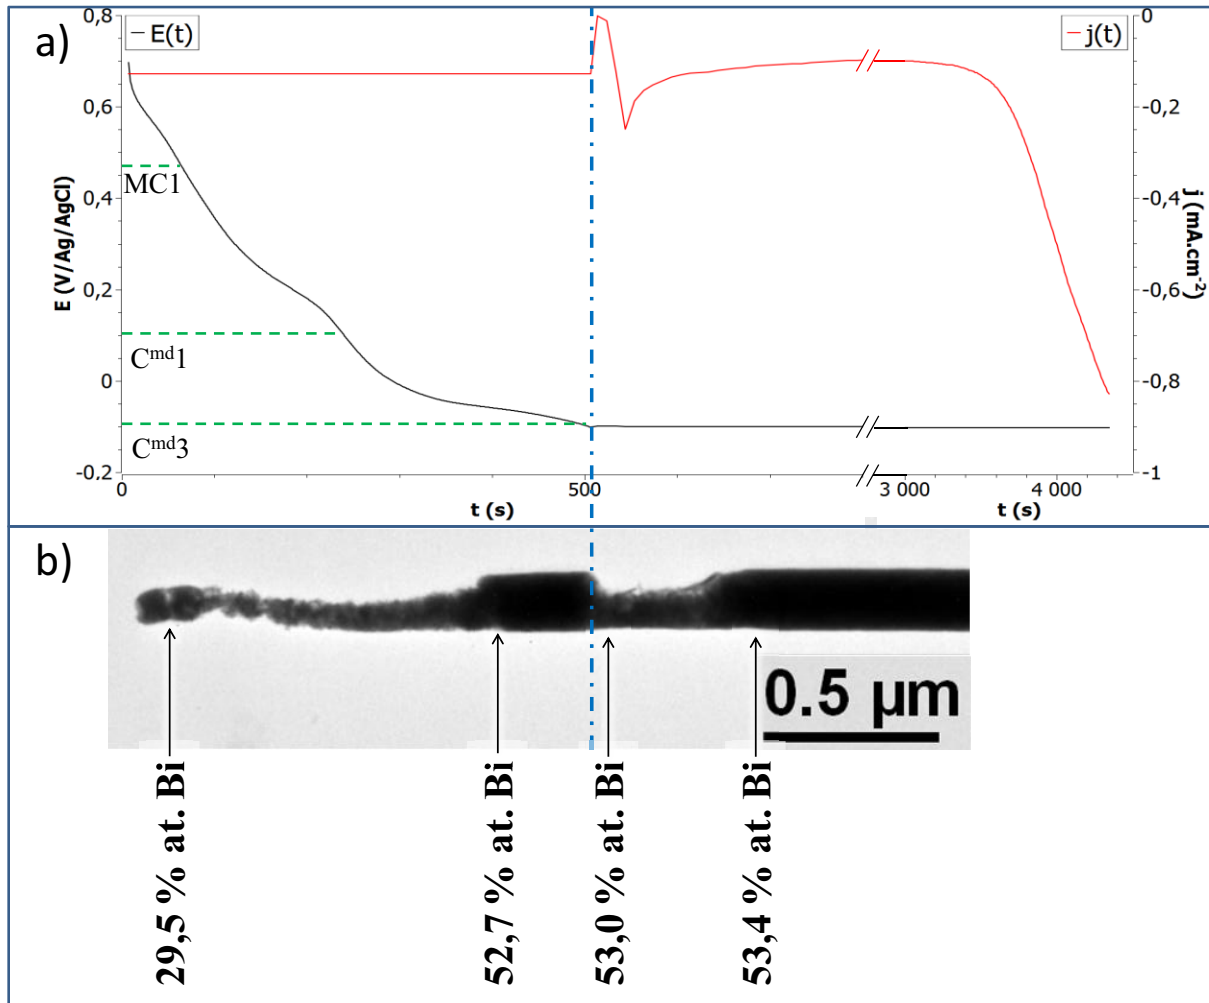 a)
E(t)
j(t)
0,8
0,6
0,4
0,2
0
-0,2
E (V/Ag/AgCl)
MC1
Cmd1
Cmd3
0
-0,2
-0,4
-0,6
-0,8
-1
j (mA.cm-2)
0
500
3 000
4 000
t (s)
t (s)
b)
0.5 μm
29,5 % at. Bi
52,7 % at. Bi
53,0 % at. Bi
53,4 % at. Bi